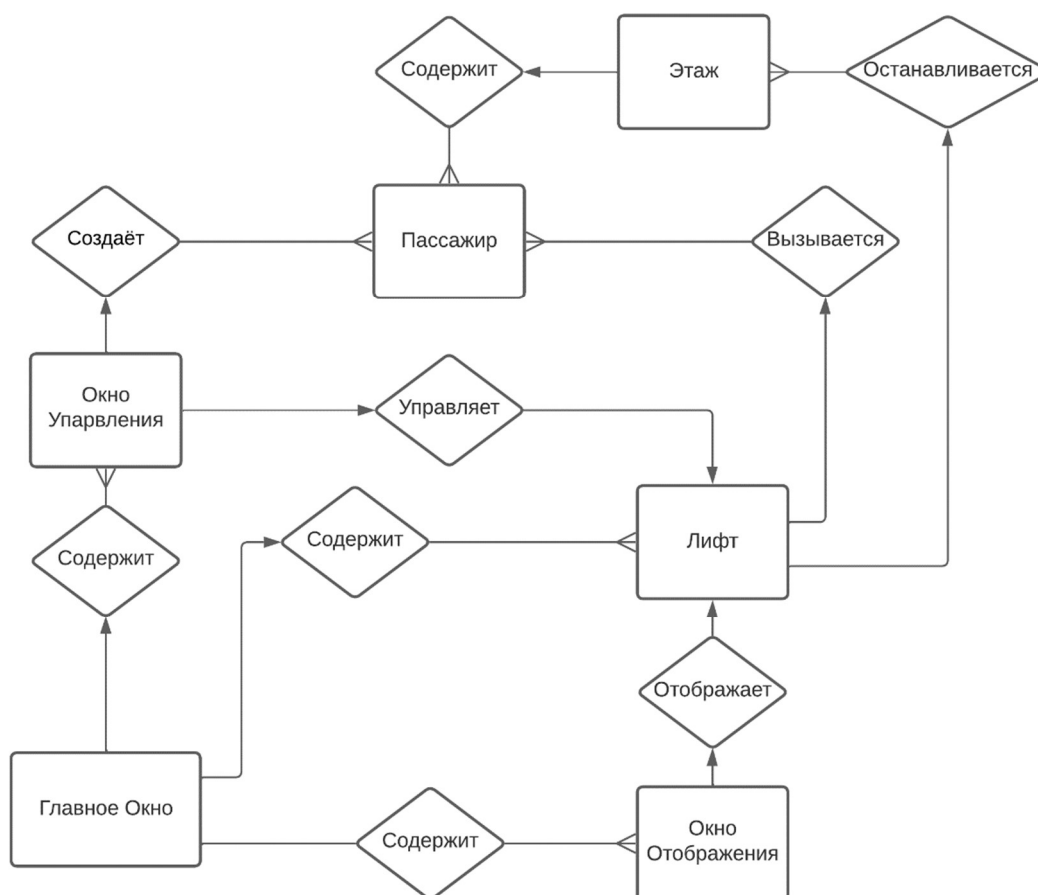 Содержит
Этаж
Останавливается
Создаёт
Пассажир
Вызывается
Окно
Упарвления
Управляет
Содержит
Содержит
Лифт
Отображает
Главное Окно
Содержит
Окно
Отображения